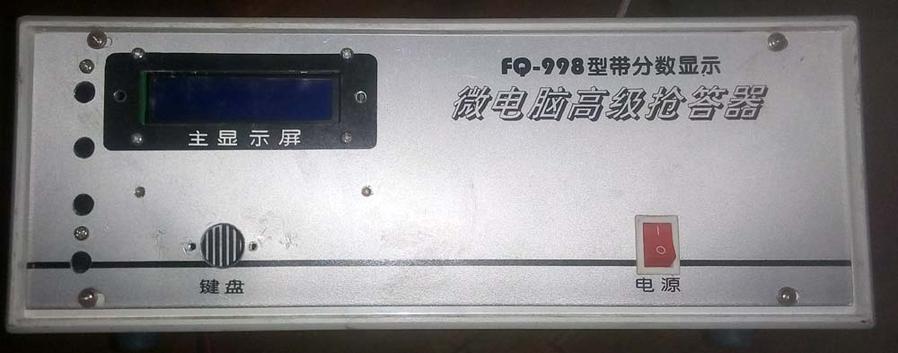 FQ-998型带分数显示
微电脑高级抢答器
主显示屏
键盘
电源